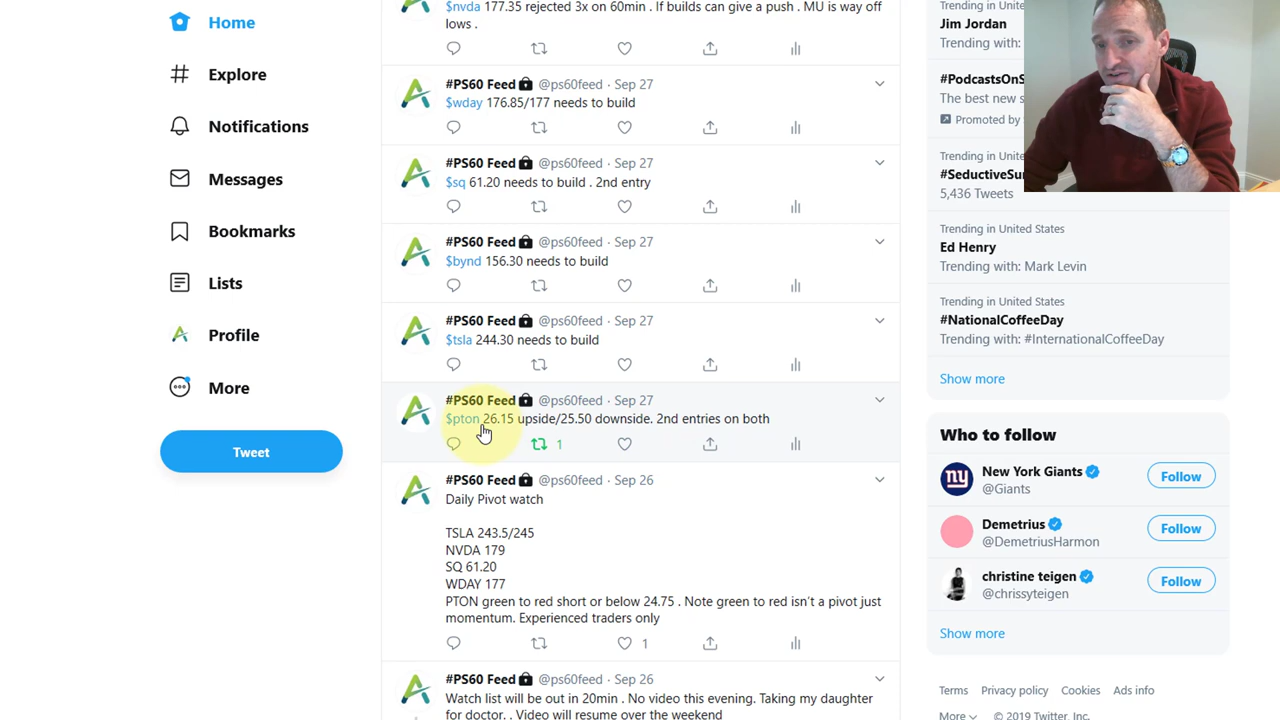 Home
Explore
Notifications
Messages
Bookmarks
Lists
Profile
More
Tweet
$nvda 177.35 rejected 3x on 60min . If builds can give a push . MU is way off
lows .
#PS60 Feed @ps60feed · Sep 27
$wday 176.85/177 needs to build
#PS60 Feed @ps60feed · Sep 27
$sq 61.20 needs to build . 2nd entry
#PS60 Feed @ps60feed · Sep 27
$bynd 156.30 needs to build
#PS60 Feed @ps60feed · Sep 27
$tsla 244.30 needs to build
#PS60 Feed @ps60feed · Sep 27
$pton 26.15 upside/25.50 downside. 2nd entries on both
1
#PS60 Feed @ps60feed · Sep 26
Daily Pivot watch
TSLA 243.5/245
NVDA 179
SQ 61.20
WDAY 177
PTON green to red short or below 24.75 . Note green to red isn't a pivot just
momentum. Experienced traders only
1
#PS60 Feed @ps60feed · Sep 26
Watch list will be out in 20min . No video this evening. Taking my daughter
for doctor. . Video will resume over the weekend
Trending in United States
Jim Jordan
Trending with:
#PodcastsOnS
The best new s
Promoted by
Trending in Unite
#SeductiveSu
5,436 Tweets
Trending in United States
Ed Henry
Trending with: Mark Levin
Trending in United States
#NationalCoffeeDay
Trending with: #InternationalCoffeeDay
Show more
Who to follow
New York Giants
@Giants
Follow
Demetrius
@DemetriusHarmon
Follow
christine teigen
@chrissyteigen
Follow
Show more
Terms Privacy policy Cookies Ads info
More © 2019 Twitter, Inc.